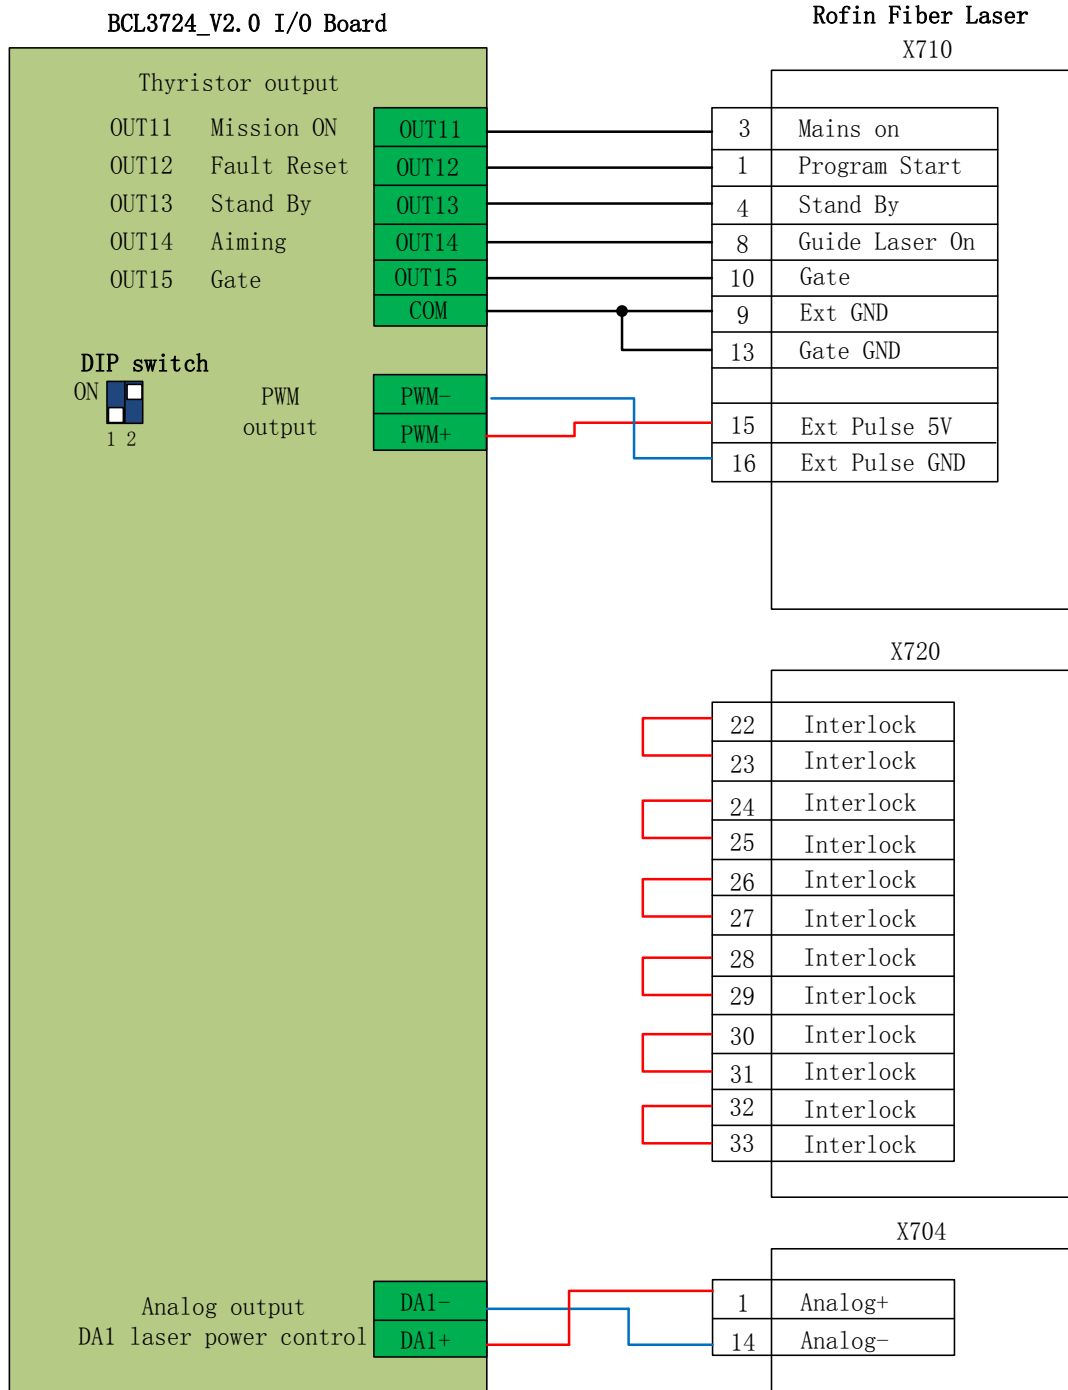 BCL3724_V2.0 I/O Board
Rofin Fiber Laser
X710
Thyristor output
OUT11 Mission ON OUT11 3 Mains on
OUT12 Fault Reset OUT12 1 Program Start
OUT13 Stand By OUT13 4 Stand By
OUT14 Aiming OUT14 8 Guide Laser On
OUT15 Gate OUT15 10 Gate
COM 9 Ext GND
13 Gate GND
DIP switch
ON
1 2
PWM
output
PWM-
PWM+
15 Ext Pulse 5V
16 Ext Pulse GND
X720
22 Interlock
23 Interlock
24 Interlock
25 Interlock
26 Interlock
27 Interlock
28 Interlock
29 Interlock
30 Interlock
31 Interlock
32 Interlock
33 Interlock
X704
Analog output
DA1 laser power control
DA1-
DA1+
1 Analog+
14 Analog-